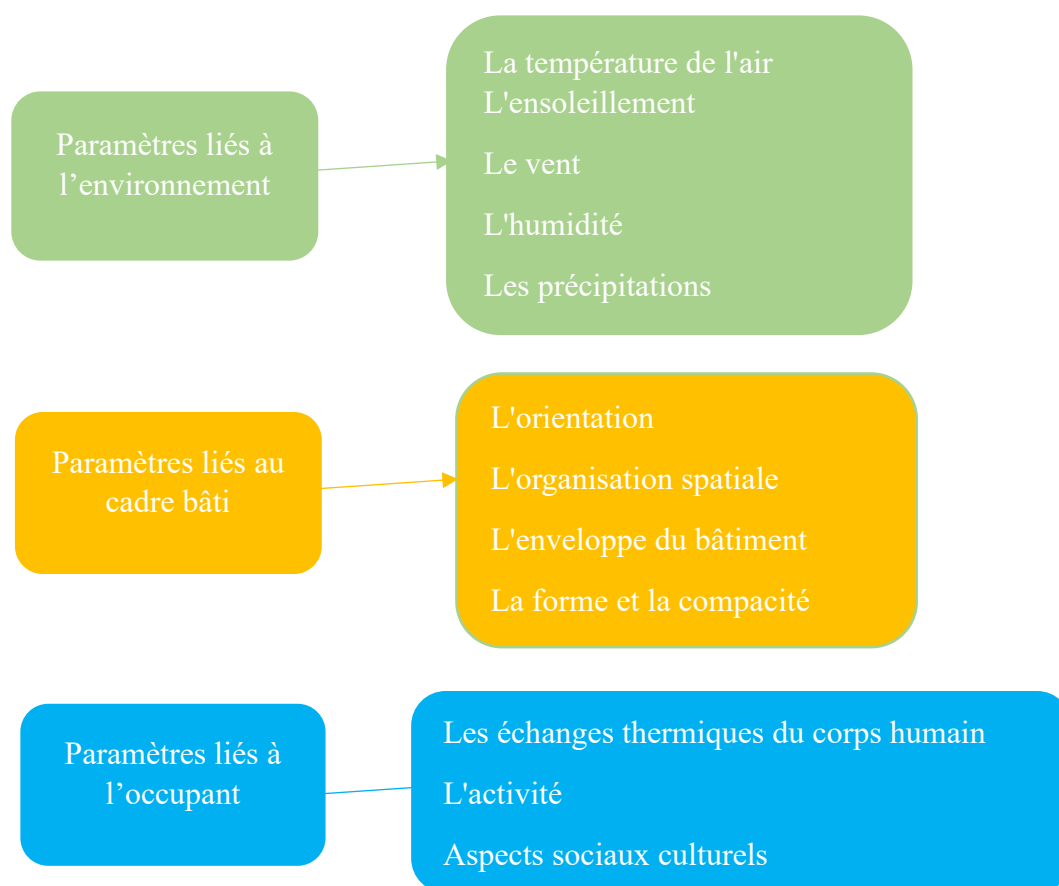 Paramètres liés à
l’environnement
La température de l'air
L'ensoleillement
Le vent
L'humidité
Les précipitations
Paramètres liés au
cadre bâti
L'orientation
L'organisation spatiale
L'enveloppe du bâtiment
La forme et la compacité
Paramètres liés à
l’occupant
Les échanges thermiques du corps humain
L'activité
Aspects sociaux culturels